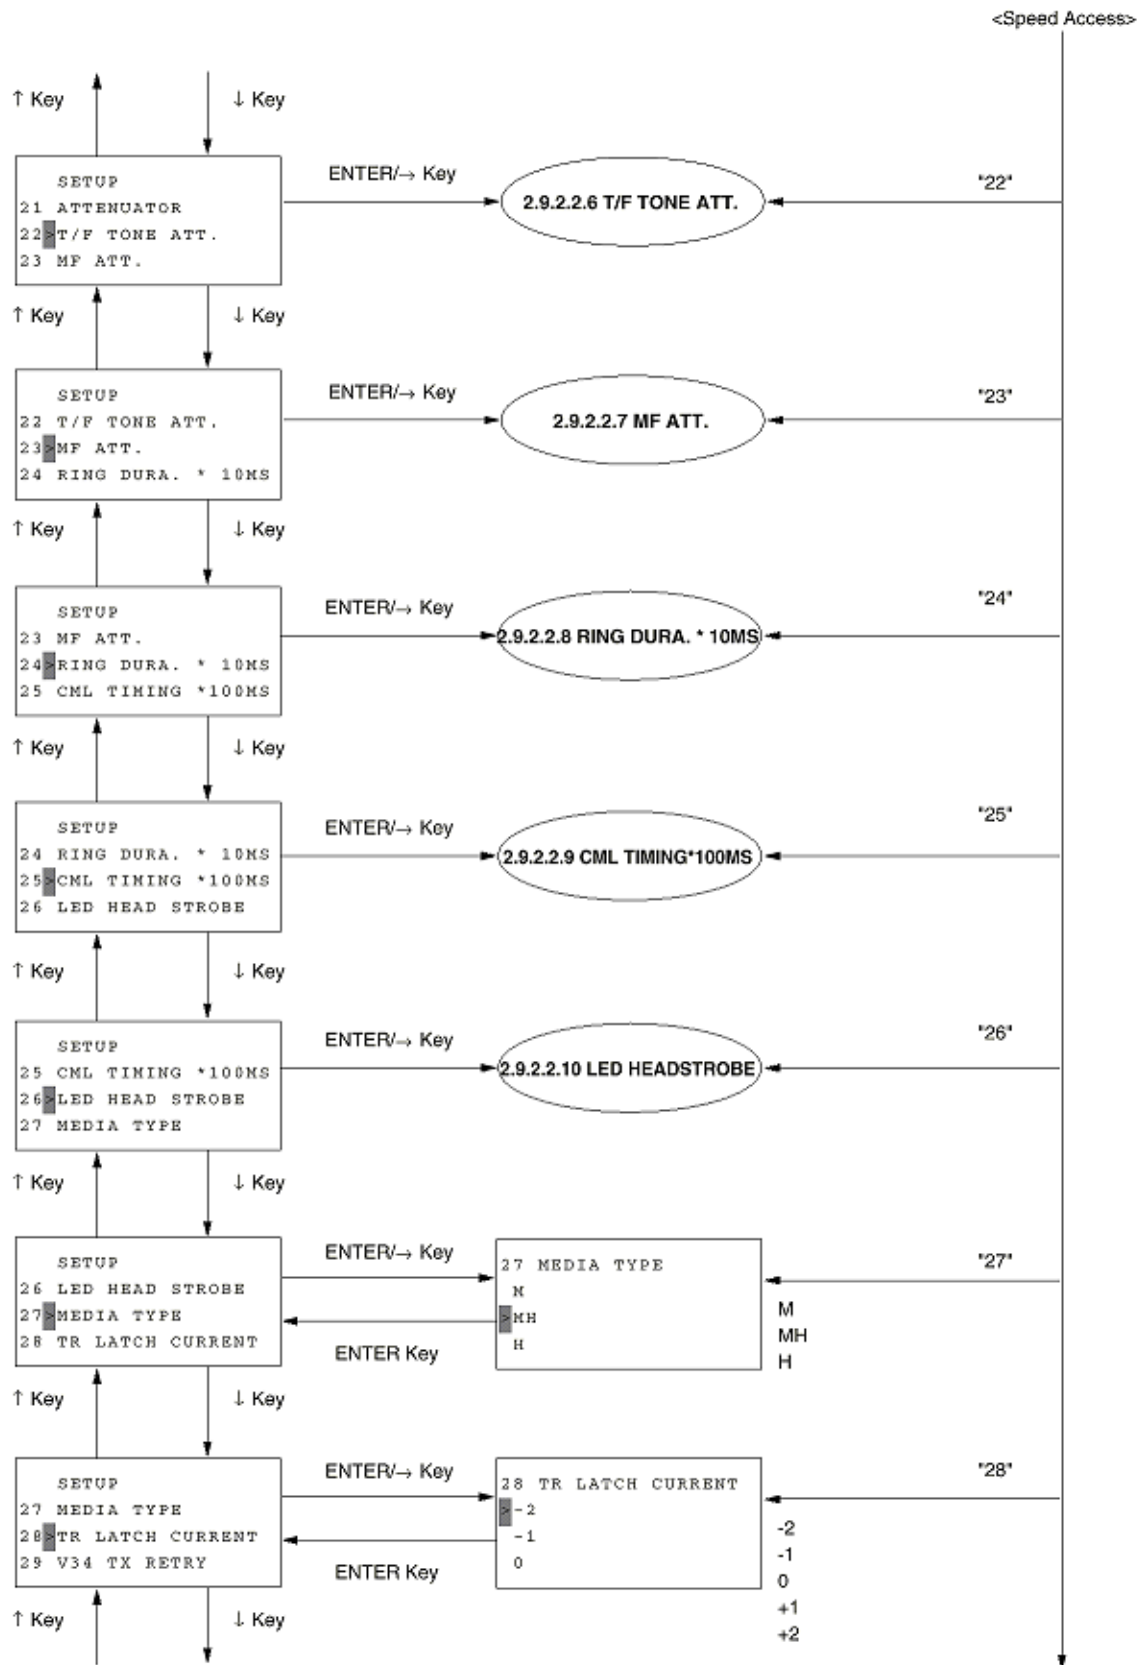 <Speed Access>
↑ Key
↓ Key
SETUP
21 ATTENUATOR
22>T/F TONE ATT.
23 MF ATT.
ENTER/→ Key
2.9.2.2.6 T/F TONE ATT.
"22"
↑ Key
↓ Key
SETUP
22 T/F TONE ATT.
23>MF ATT.
24 RING DURA. * 10MS
ENTER/→ Key
2.9.2.2.7 MF ATT.
"23"
↑ Key
↓ Key
SETUP
23 MF ATT.
24>RING DURA. * 10MS
25 CML TIMING *100MS
ENTER/→ Key
2.9.2.2.8 RING DURA. * 10MS
"24"
↑ Key
↓ Key
SETUP
24 RING DURA. * 10MS
25>CML TIMING *100MS
26 LED HEAD STROBE
ENTER/→ Key
2.9.2.2.9 CML TIMING*100MS
"25"
↑ Key
↓ Key
SETUP
25 CML TIMING *100MS
26>LED HEAD STROBE
27 MEDIA TYPE
ENTER/→ Key
2.9.2.2.10 LED HEADSTROBE
"26"
↑ Key
↓ Key
SETUP
26 LED HEAD STROBE
27>MEDIA TYPE
28 TR LATCH CURRENT
ENTER/→ Key
ENTER Key
27 MEDIA TYPE
M
>MH
H
"27"
M
MH
H
↑ Key
↓ Key
SETUP
27 MEDIA TYPE
28>TR LATCH CURRENT
29 V34 TX RETRY
ENTER/→ Key
ENTER Key
28 TR LATCH CURRENT
>-2
-1
0
"28"
-2
-1
0
+1
+2
↑ Key
↓ Key